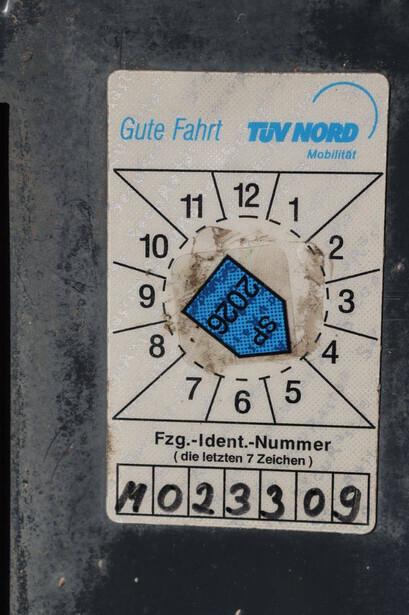 Gute Fahrt TÜV NORD
Mobilität
11 12 1
10 2
9 3
8 4
7 6 5
SP
2026
Fzg.-Ident.-Nummer
( die letzten 7 Zeichen )
M023309